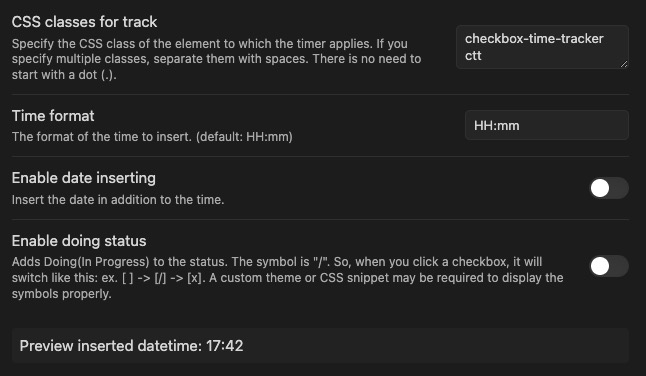 CSS classes for track
Specify the CSS class of the element to which the timer applies. If you
specify multiple classes, separate them with spaces. There is no need to
start with a dot (.).
checkbox-time-tracker
ctt
Time format
The format of the time to insert. (default: HH:mm)
HH:mm
Enable date inserting
Insert the date in addition to the time.
Enable doing status
Adds Doing(In Progress) to the status. The symbol is "/". So, when you click a checkbox, it will
switch like this: ex. [ ] -> [/] -> [x]. A custom theme or CSS snippet may be required to display the
symbols properly.
Preview inserted datetime: 17:42